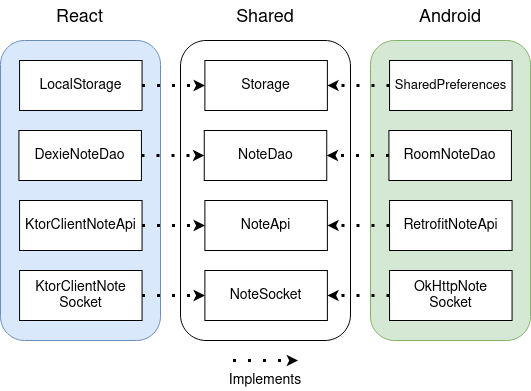 React
Shared
Android
LocalStorage
Storage
SharedPreferences
DexieNoteDao
NoteDao
RoomNoteDao
KtorClientNoteApi
NoteApi
RetrofitNoteApi
KtorClientNote
Socket
NoteSocket
OkHttpNote
Socket
Implements